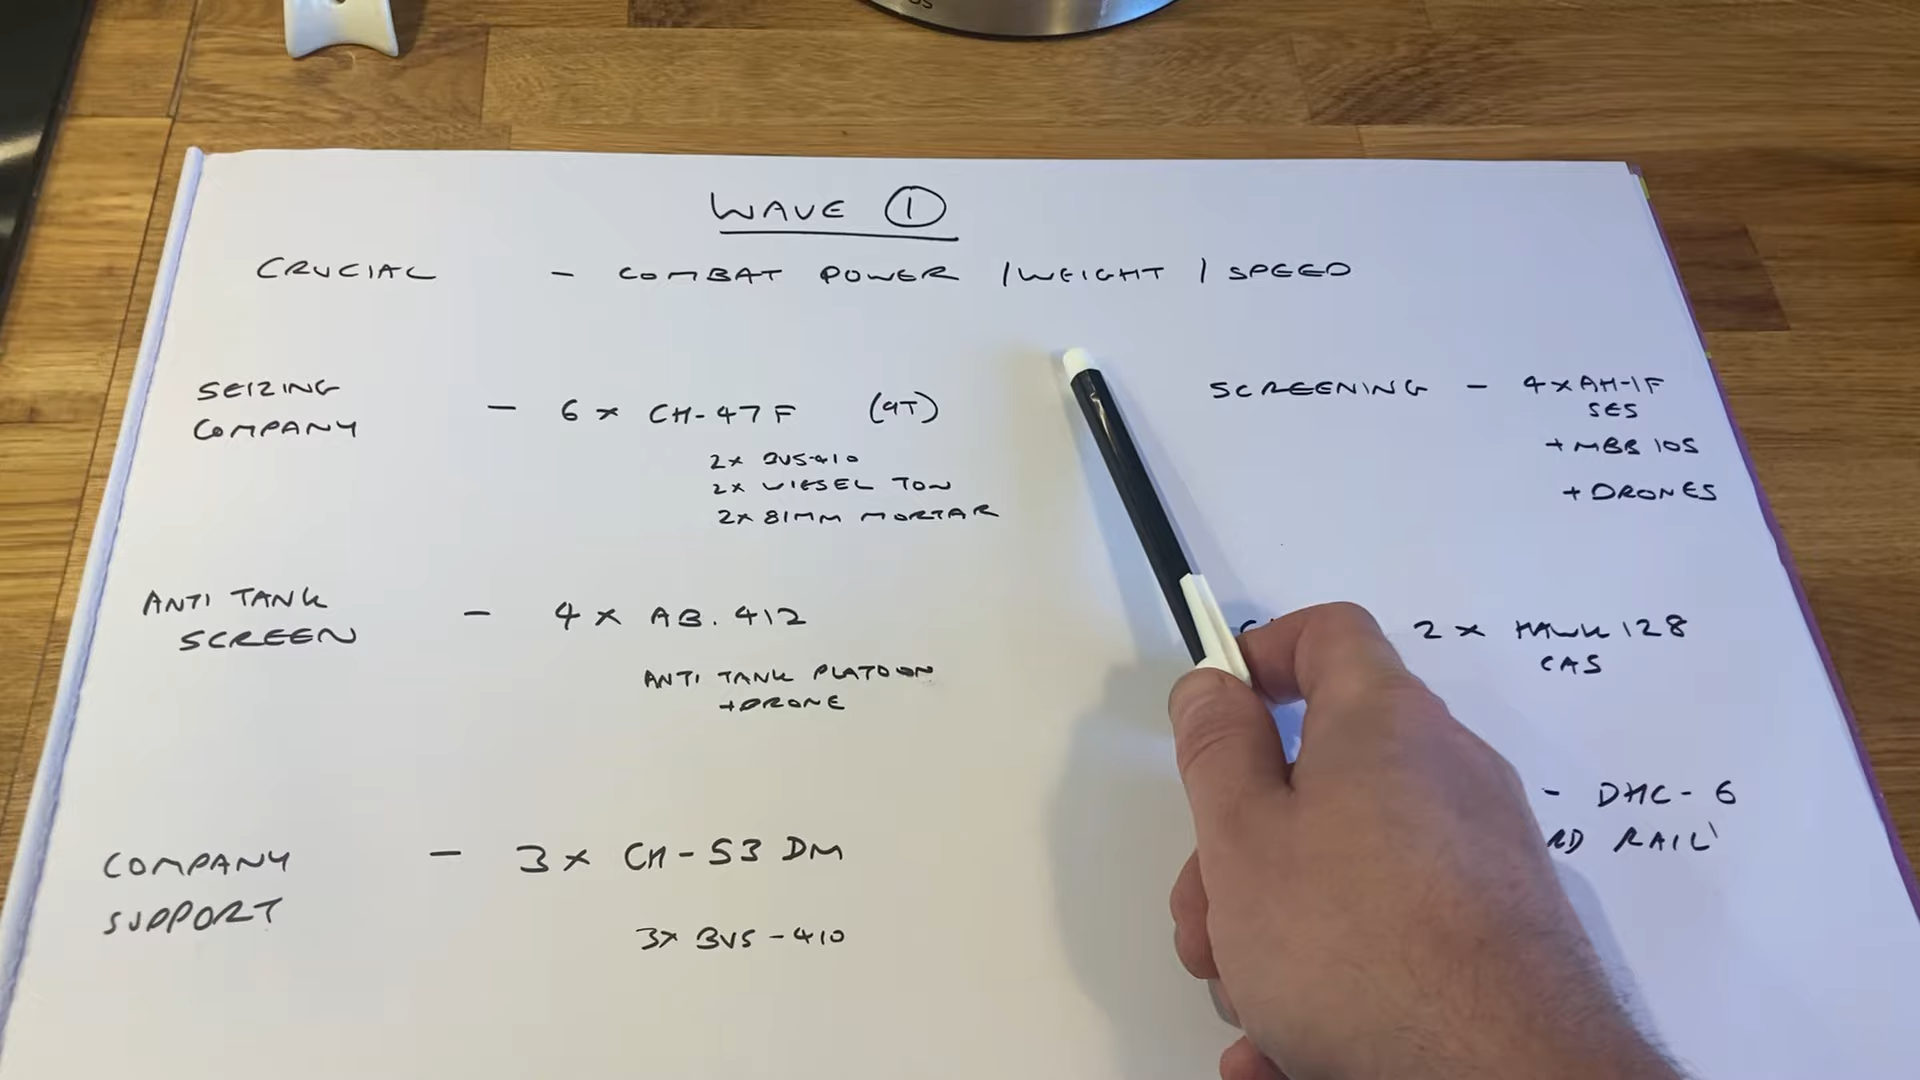 WAVE 1
CRUCIAL - COMBAT POWER / WEIGHT / SPEED
SEIZING
COMPANY - 6 x CH-47F (9T)
2x BVS-410
2x WIESEL TOW
2x 81MM MORTAR
ANTI TANK
SCREEN - 4 x AB.412
ANTI TANK PLATOON
+DRONE
COMPANY
SUPPORT - 3 x CH-53 DM
3x BVS-410
SCREENING - 4 x AH-1F
SES
+ MBB 105
+ DRONES
2 x HAWK 128
CAS
- DHC-6
RAIL'